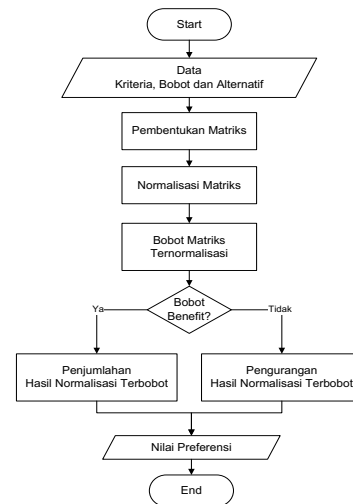 Start
Data
Kriteria, Bobot dan Alternatif
Pembentukan Matriks
Normalisasi Matriks
Bobot Matriks
Ternormalisasi
Bobot
Benefit?
Ya
Tidak
Penjumlahan
Hasil Normalisasi Terbobot
Pengurangan
Hasil Normalisasi Terbobot
Nilai Preferensi
End